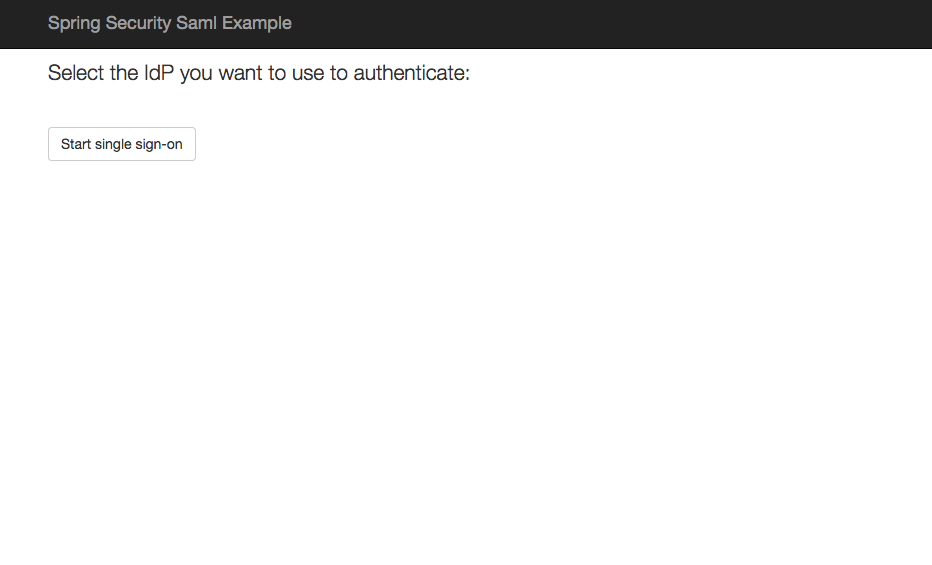 Spring Security Saml Example
Select the IdP you want to use to authenticate:
Start single sign-on